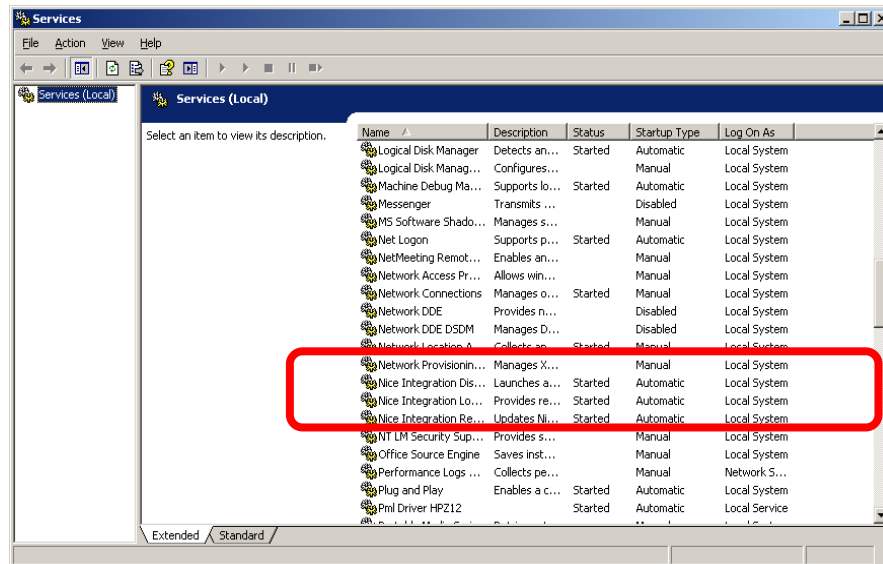 Services
File Action View Help
Services (Local)
Services (Local)
Select an item to view its description.
Name Description Status Startup Type Log On As
Logical Disk Manager Detects an... Started Automatic Local System
Logical Disk Manag... Configures... Manual Local System
Machine Debug Ma... Supports lo... Started Automatic Local System
Messenger Transmits ... Disabled Local System
MS Software Shado... Manages s... Manual Local System
Net Logon Supports p... Started Automatic Local System
NetMeeting Remot... Enables an... Manual Local System
Network Access Pr... Allows win... Manual Local System
Network Connections Manages o... Started Manual Local System
Network DDE Provides n... Disabled Local System
Network DDE DSDM Manages D... Disabled Local System
Network Location A... Collects an... Started Manual Local System
Network Provisionin... Manages X... Manual Local System
Nice Integration Dis... Launches a... Started Automatic Local System
Nice Integration Lo... Provides re... Started Automatic Local System
Nice Integration Re... Updates Ni... Started Automatic Local System
NT LM Security Sup... Provides s... Manual Local System
Office Source Engine Saves inst... Manual Local System
Performance Logs ... Collects pe... Manual Network S...
Plug and Play Enables a c... Started Automatic Local System
Pml Driver HPZ12 Started Automatic Local Service
Extended Standard